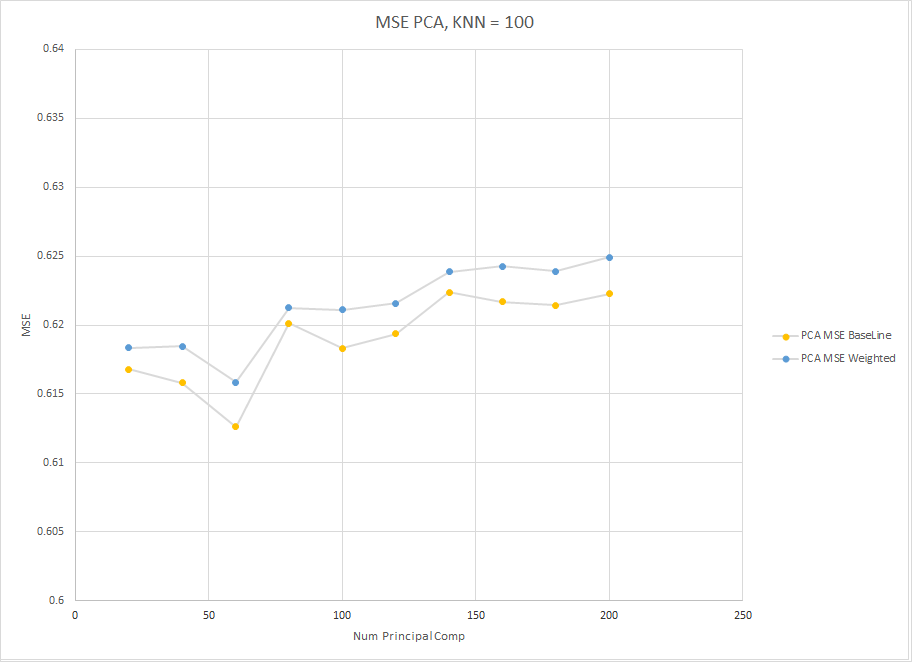 MSE PCA, KNN = 100
0.64
0.635
0.63
0.625
0.62
0.615
0.61
0.605
0.6
MSE
0 50 100 150 200 250
Num Principal Comp
PCA MSE BaseLine
PCA MSE Weighted